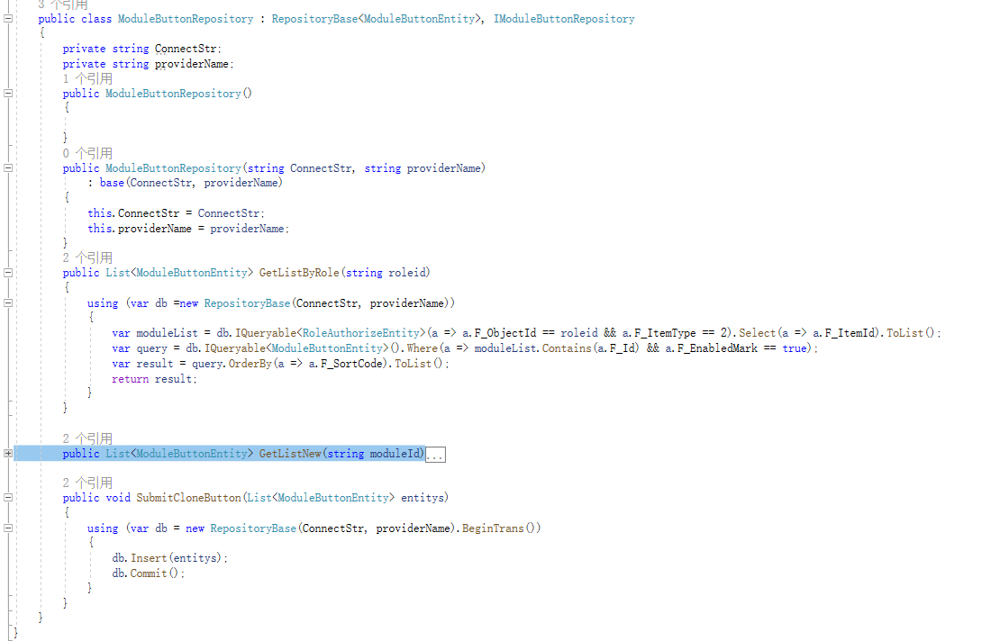 3 个引用
public class ModuleButtonRepository : RepositoryBase<ModuleButtonEntity>, IModuleButtonRepository
{
private string ConnectStr;
private string providerName;
1 个引用
public ModuleButtonRepository()
{
}
0 个引用
public ModuleButtonRepository(string ConnectStr, string providerName)
: base(ConnectStr, providerName)
{
this.ConnectStr = ConnectStr;
this.providerName = providerName;
}
2 个引用
public List<ModuleButtonEntity> GetListByRole(string roleid)
{
using (var db =new RepositoryBase(ConnectStr, providerName))
{
var moduleList = db.IQueryable<RoleAuthorizeEntity>(a => a.F_ObjectId == roleid && a.F_ItemType == 2).Select(a => a.F_ItemId).ToList();
var query = db.IQueryable<ModuleButtonEntity>().Where(a => moduleList.Contains(a.F_Id) && a.F_EnabledMark == true);
var result = query.OrderBy(a => a.F_SortCode).ToList();
return result;
}
}
2 个引用
public List<ModuleButtonEntity> GetListNew(string moduleId)...
2 个引用
public void SubmitCloneButton(List<ModuleButtonEntity> entitys)
{
using (var db = new RepositoryBase(ConnectStr, providerName).BeginTrans())
{
db.Insert(entitys);
db.Commit();
}
}
}
}